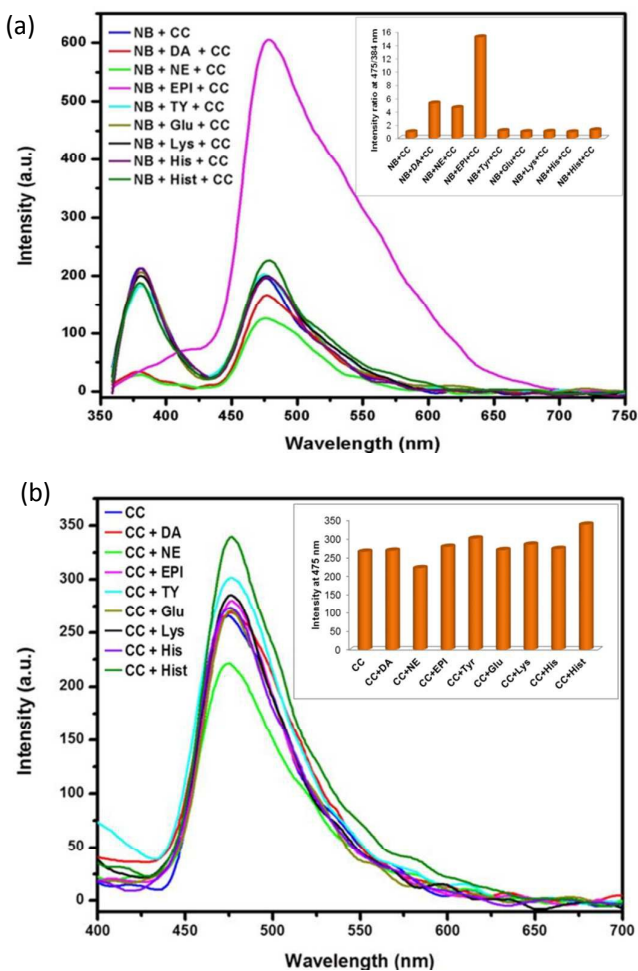 (a)
NB + CC
NB + DA + CC
NB + NE + CC
NB + EPI + CC
NB + TY + CC
NB + Glu + CC
NB + Lys + CC
NB + His + CC
NB + Hist + CC
Intensity (a.u.)
600
500
400
300
200
100
0
350 400 450 500 550 600 650 700 750
Wavelength (nm)
Intensity ratio at 475/384 nm
16
14
12
10
8
6
4
2
0
NB+CC
NB+DA+CC
NB+NE+CC
NB+EPI+CC
NB+Tyr+CC
NB+Glu+CC
NB+Lys+CC
NB+His+CC
NB+Hist+CC
(b)
CC
CC + DA
CC + NE
CC + EPI
CC + TY
CC + Glu
CC + Lys
CC + His
CC + Hist
Intensity (a.u.)
350
300
250
200
150
100
50
0
400 450 500 550 600 650 700
Wavelength (nm)
Intesity at 475 nm
350
300
250
200
150
100
50
0
CC
CC+DA
CC+NE
CC+EPI
CC+Tyr
CC+Glu
CC+Lys
CC+His
CC+Hist